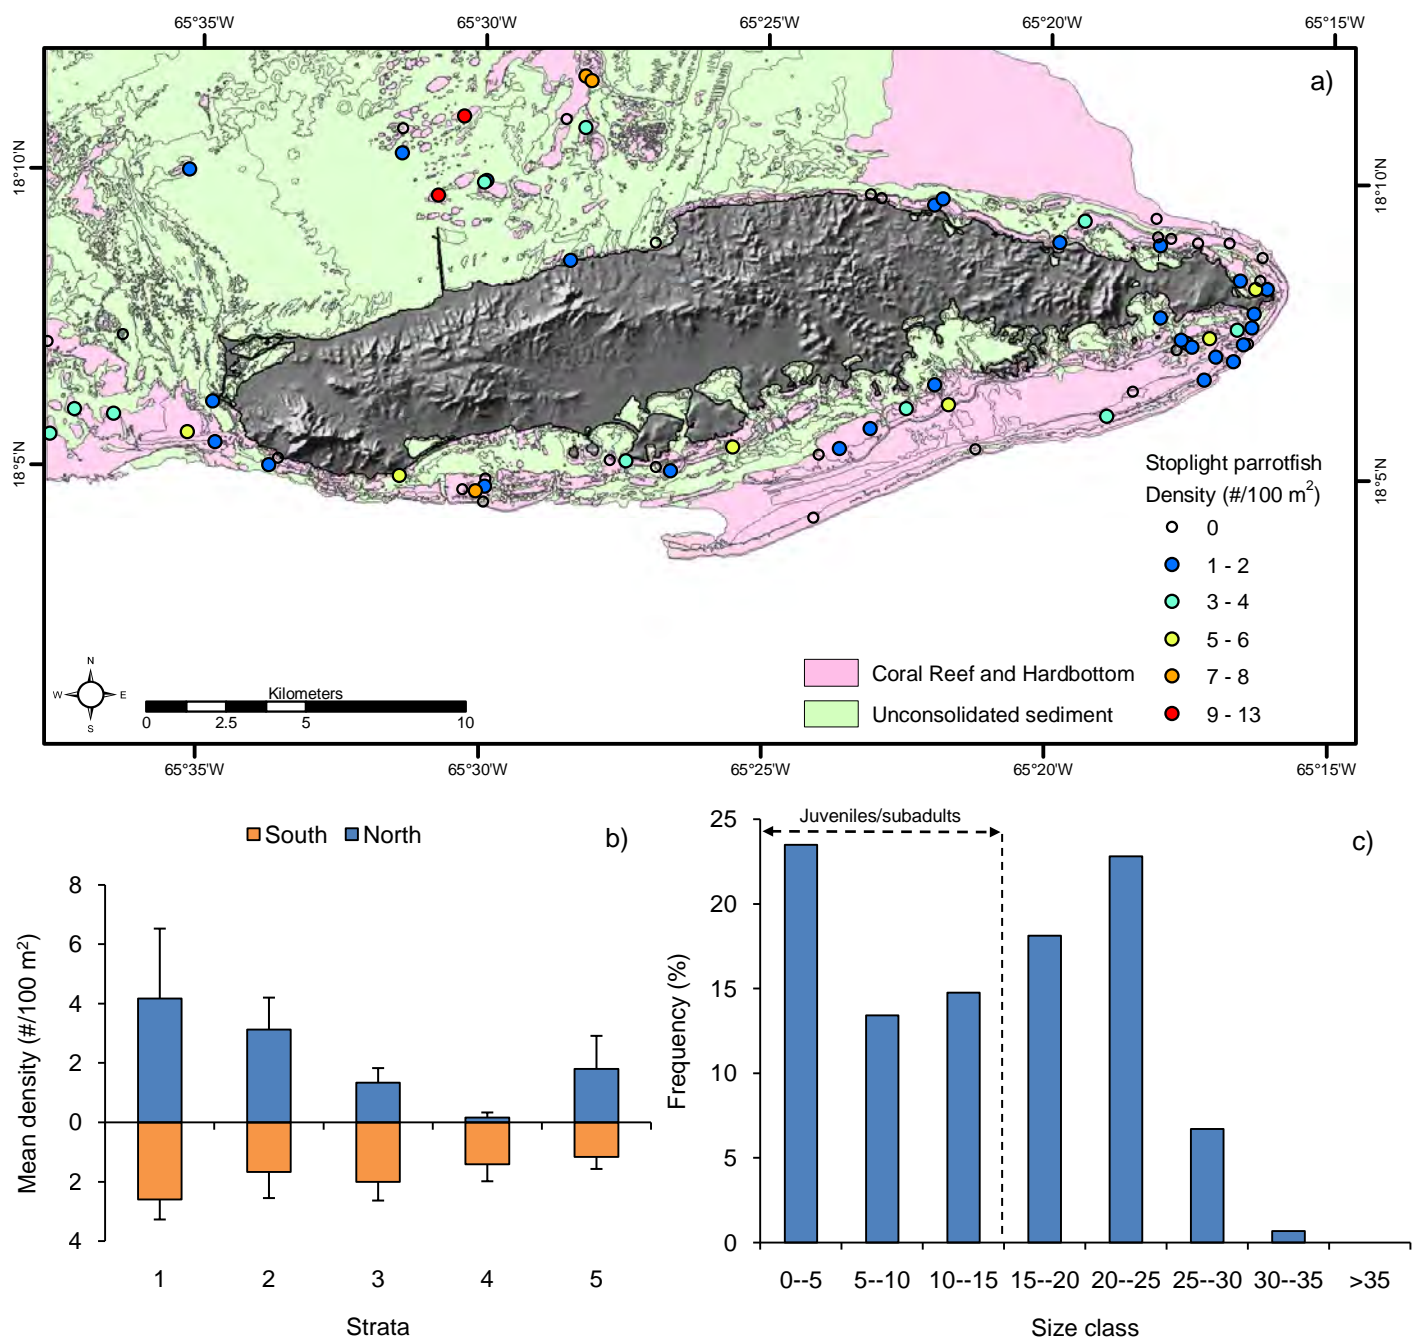 65°35'W 65°30'W 65°25'W 65°20'W 65°15'W
a)
18°10'N 18°10'N
18°5'N 18°5'N
Stoplight parrotfish
Density (#/100 m²)
0
1 - 2
3 - 4
5 - 6
7 - 8
9 - 13
Coral Reef and Hardbottom
Unconsolidated sediment
N
W E
S
Kilometers
0 2.5 5 10
65°35'W 65°30'W 65°25'W 65°20'W 65°15'W
South North
b)
Mean density (#/100 m²)
8
6
4
2
0
2
4
1 2 3 4 5
Strata
Juveniles/subadults
c)
Frequency (%)
25
20
15
10
5
0
0--5 5--10 10--15 15--20 20--25 25--30 30--35 >35
Size class